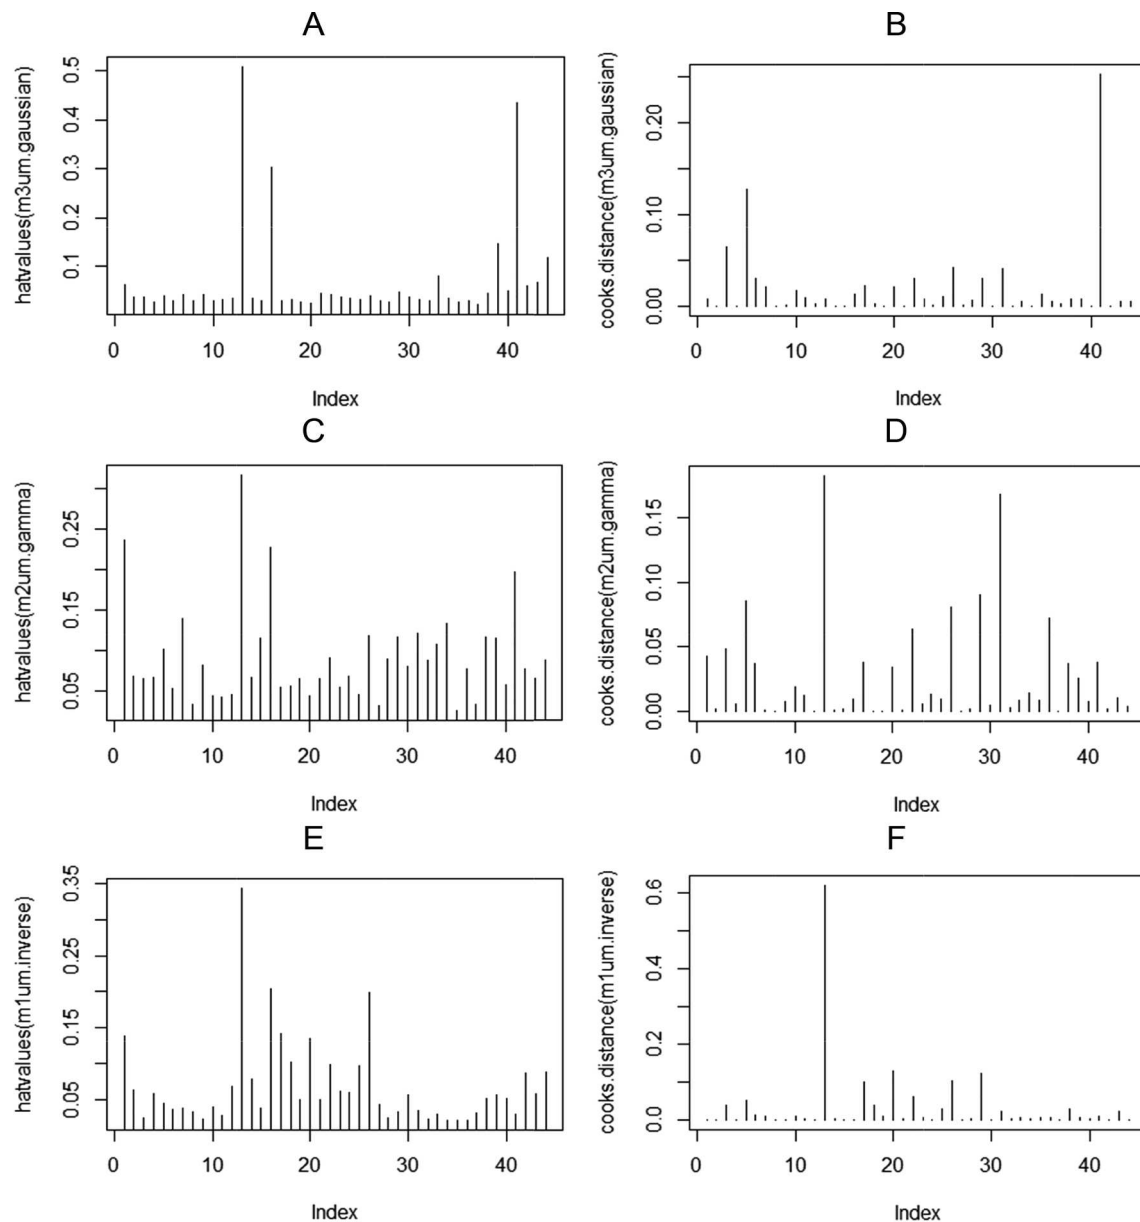 A
hatvalues(m3um.gaussian)
0.5
0.4
0.3
0.2
0.1
0 10 20 30 40
Index
B
cooks.distance(m3um.gaussian)
0.20
0.10
0.00
0 10 20 30 40
Index
C
hatvalues(m2um.gamma)
0.25
0.15
0.05
0 10 20 30 40
Index
D
cooks.distance(m2um.gamma)
0.15
0.10
0.05
0.00
0 10 20 30 40
Index
E
hatvalues(m1um.inverse)
0.35
0.25
0.15
0.05
0 10 20 30 40
Index
F
cooks.distance(m1um.inverse)
0.6
0.4
0.2
0.0
0 10 20 30 40
Index